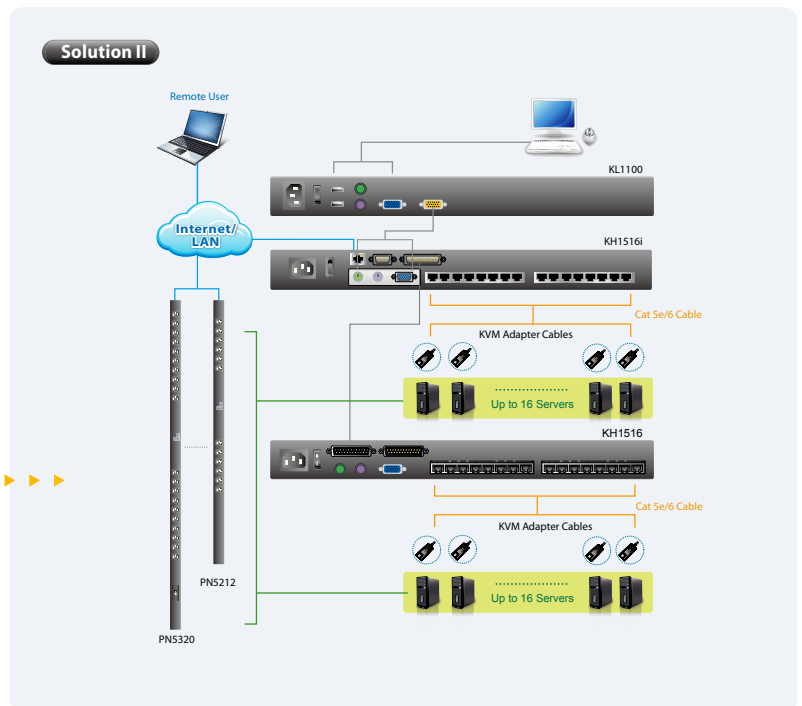 Solution II
Remote User
KL1100
Internet/
LAN
KH1516i
Cat 5e/6 Cable
KVM Adapter Cables
Up to 16 Servers
KH1516
Cat 5e/6 Cable
KVM Adapter Cables
Up to 16 Servers
PN5212
PN5320